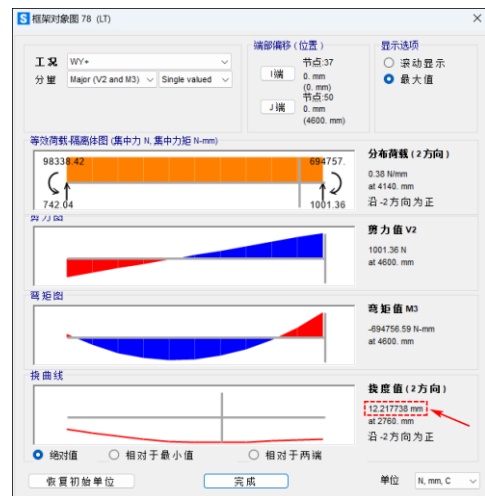 S 框架对象图 78 (LT)
工况 WY+
分量 Major (V2 and M3) Single valued
端部偏移 (位置)
I端
节点:37
0. mm
(0. mm)
J端
节点:50
0. mm
(4600. mm)
显示选项
滚动显示
最大值
等效荷载-隔离体图 (集中力 N, 集中力矩 N-mm)
98338.42
694757.
742.04
1001.36
分布荷载 (2方向)
0.38 N/mm
at 4140. mm
沿 -2方向 为正
剪力图
剪力值 V2
1001.36 N
at 4600. mm
弯矩图
弯矩值 M3
-694756.59 N-mm
at 4600. mm
挠曲线
挠度值 (2方向)
12.217738 mm
at 2760. mm
沿 -2方向 为正
绝对值
相对于最小值
相对于两端
恢复初始单位
完成
单位 N, mm, C